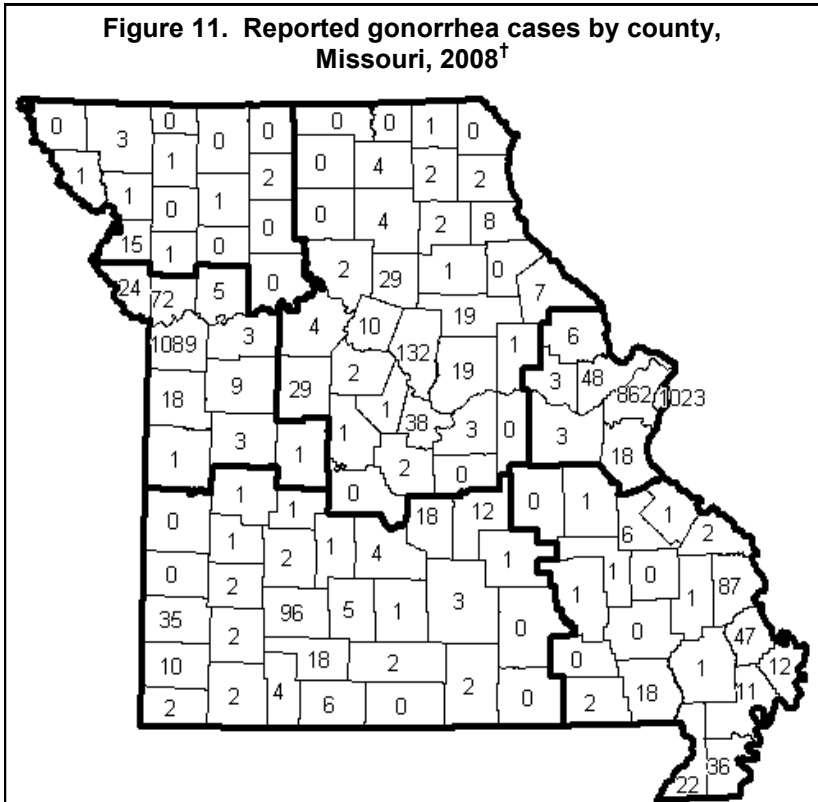 Figure 11.  Reported gonorrhea cases by county,
Missouri, 2008†
0 3 0 0 0 0 0 1 0
1 1 2 0 4 2 2
1 1 0 1 0 0 4 2 8
15 1 0 0 2 29 1 0
24 72 5 7
1089 3 4 10 19 6
132 1
18 9 29 2 19 3 48 862 1023
1 38 3 0 3
1 3 1 1 2 0 18
0
0 1 1 18 12 0 1 1
1 2 1 4 1 6 2
0 2 1 1 0 1 87
35 2 96 5 1 3 0 0 47
10 18 2 0 1 12
2 2 4 6 0 2 0 2 18 11
22 36